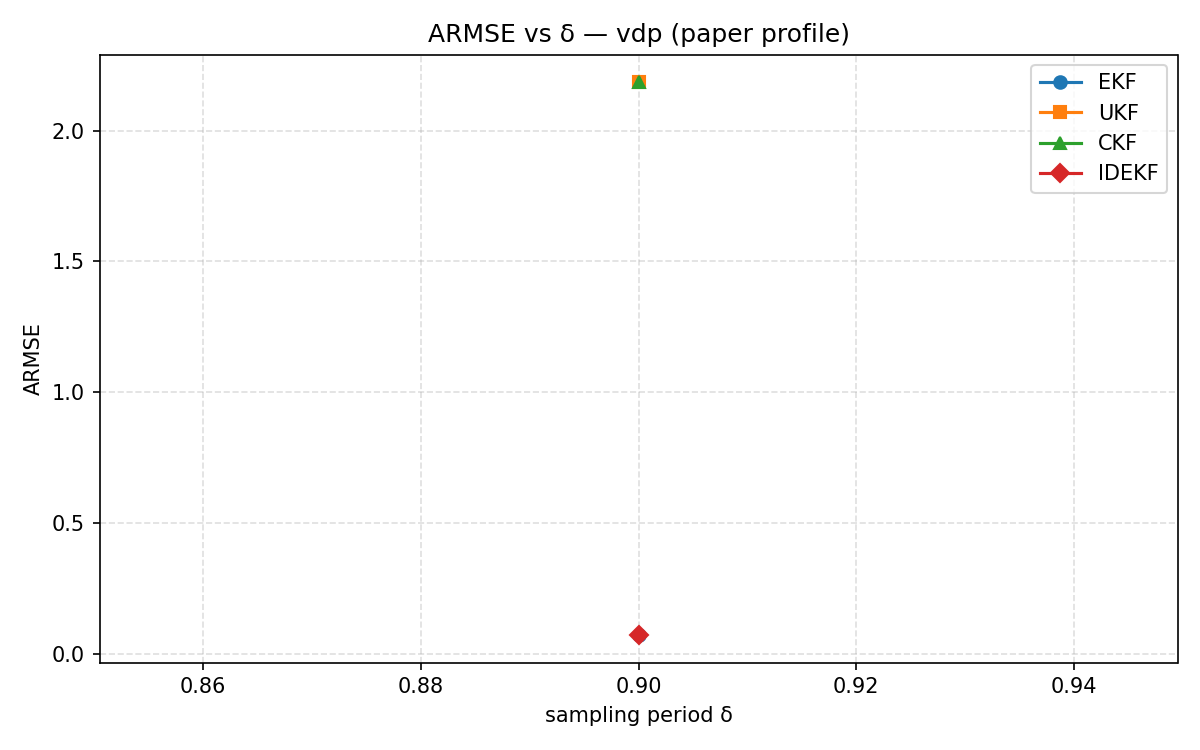 ARMSE vs δ — vdp (paper profile)
EKF
UKF
CKF
IDEKF
2.0
1.5
1.0
0.5
0.0
ARMSE
0.86
0.88
0.90
0.92
0.94
sampling period δ